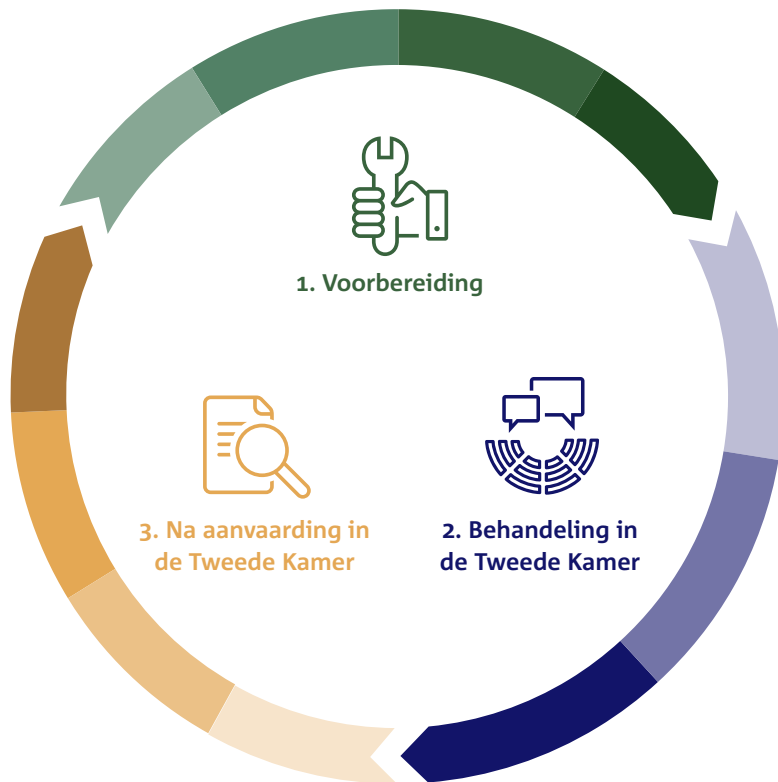 1. Voorbereiding
2. Behandeling in
de Tweede Kamer
3. Na aanvaarding in
de Tweede Kamer